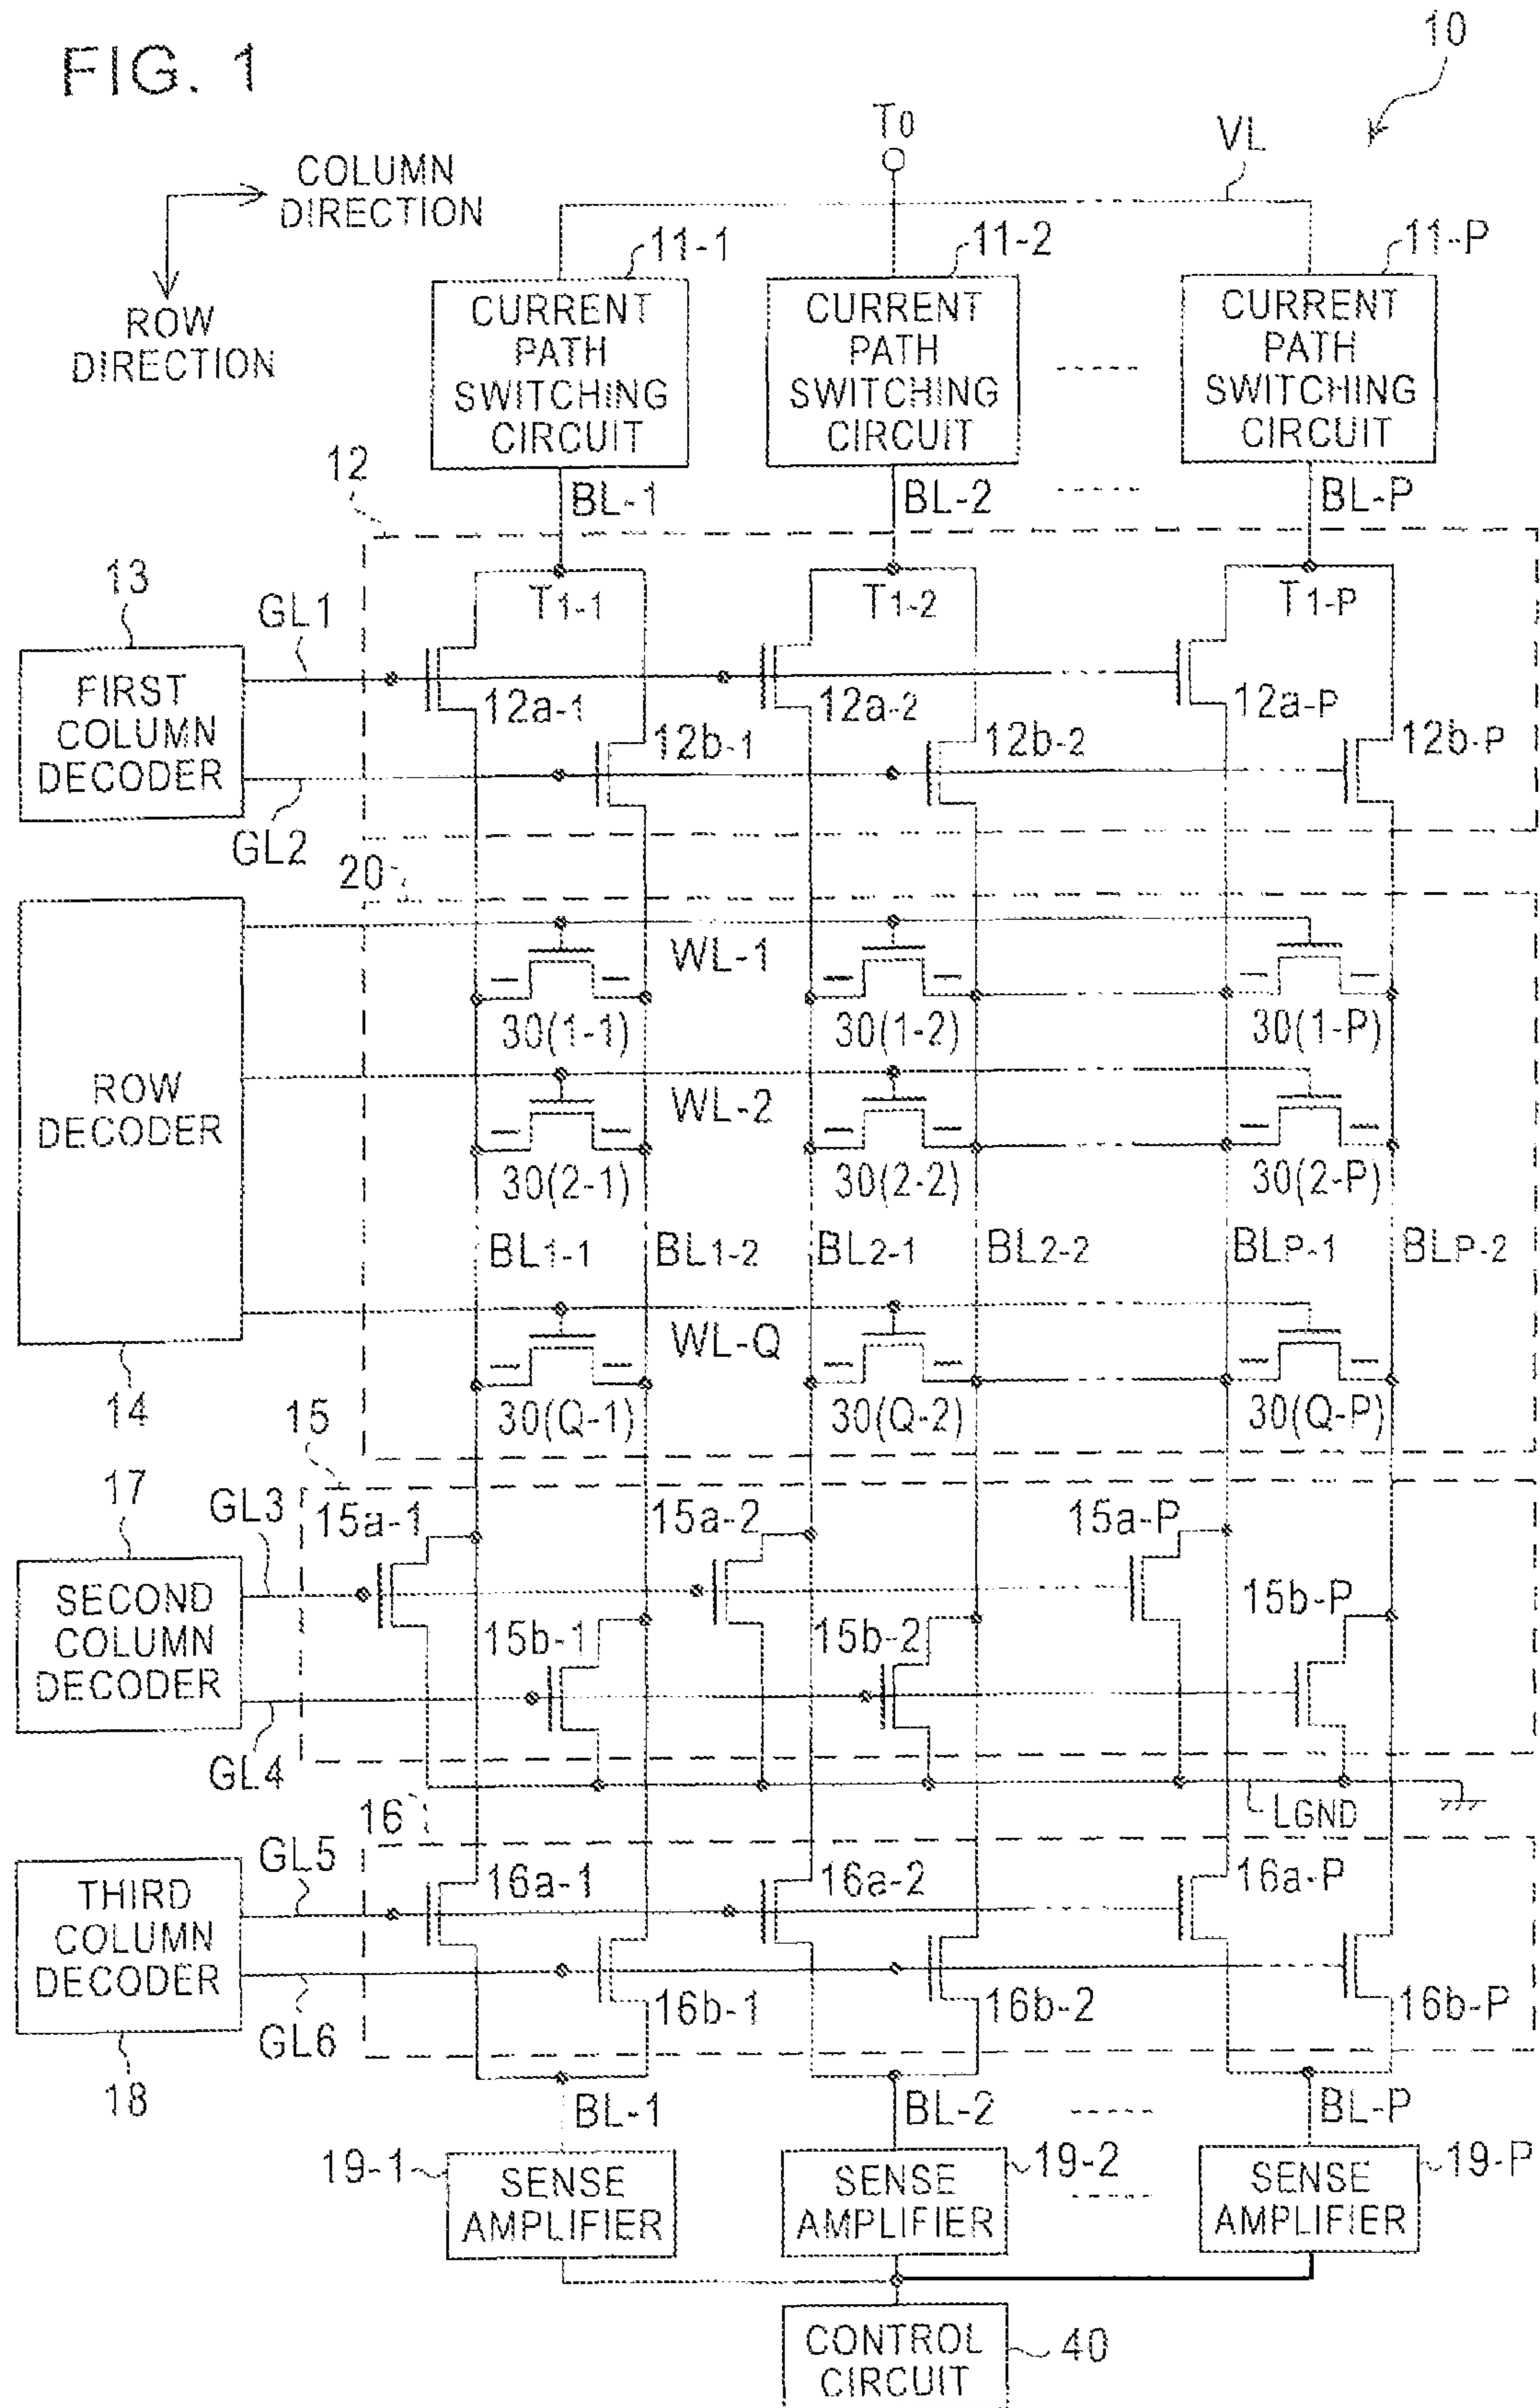 FIG. 1
10
T0
VL
COLUMN
DIRECTION
ROW
DIRECTION
11-1
11-2
11-P
CURRENT
PATH
SWITCHING
CIRCUIT
CURRENT
PATH
SWITCHING
CIRCUIT
CURRENT
PATH
SWITCHING
CIRCUIT
12
BL-1
BL-2
BL-P
13
GL1
T1-1
T1-2
T1-P
FIRST
COLUMN
DECODER
12a-1
12a-2
12a-P
12b-1
12b-2
12b-P
GL2
20
WL-1
30(1-1)
30(1-2)
30(1-P)
ROW
DECODER
WL-2
30(2-1)
30(2-2)
30(2-P)
BL1-1
BL1-2
BL2-1
BL2-2
BLP-1
BLP-2
WL-Q
14
30(Q-1)
30(Q-2)
30(Q-P)
15
17
GL3
15a-1
15a-2
15a-P
SECOND
COLUMN
DECODER
15b-1
15b-2
15b-P
GL4
16
LGND
GL5
THIRD
COLUMN
DECODER
16a-1
16a-2
16a-P
16b-1
16b-2
16b-P
GL6
18
BL-1
BL-2
BL-P
19-1
SENSE
AMPLIFIER
19-2
SENSE
AMPLIFIER
19-P
SENSE
AMPLIFIER
CONTROL
CIRCUIT
40